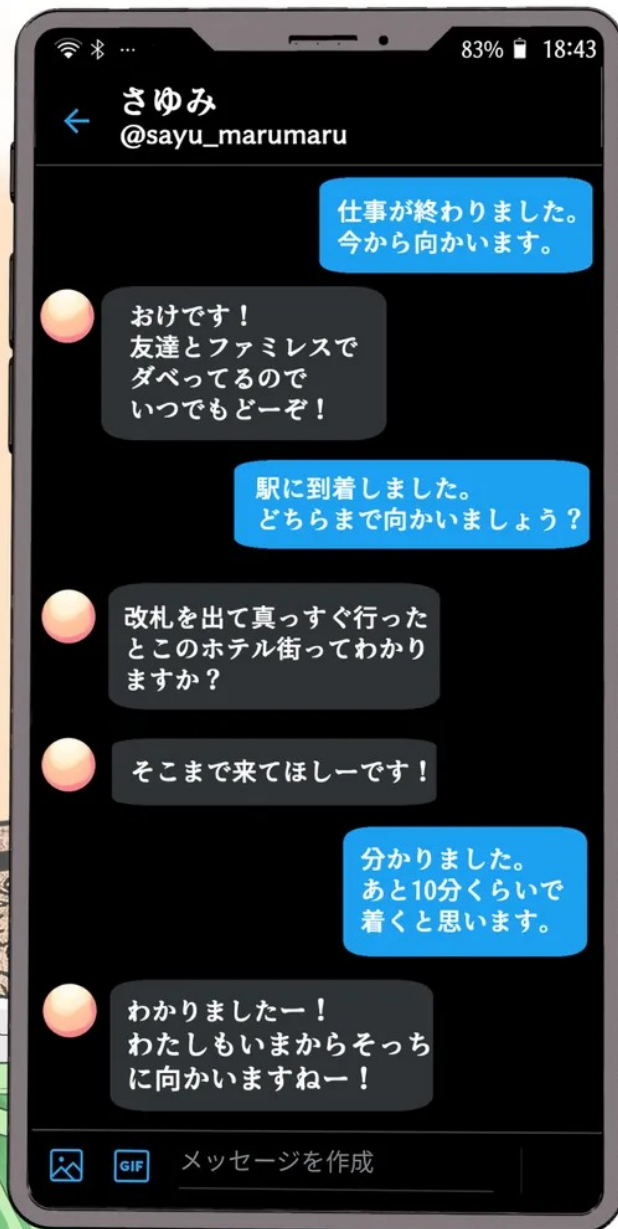 83% 18:43
さゆみ
@sayu_marumaru
仕事が終わりました。
今から向かいます。
おけです！
友達とファミレスで
ダベってるので
いつでもどーぞ！
駅に到着しました。
どちらまで向かいましょう？
改札を出て真っすぐ行った
とこのホテル街ってわかり
ますか？
そこまで来てほしーです！
分かりました。
あと10分くらいで
着くと思います。
わかりましたー！
わたしもいまからそっち
に向かいますねー！
GIF メッセージを作成